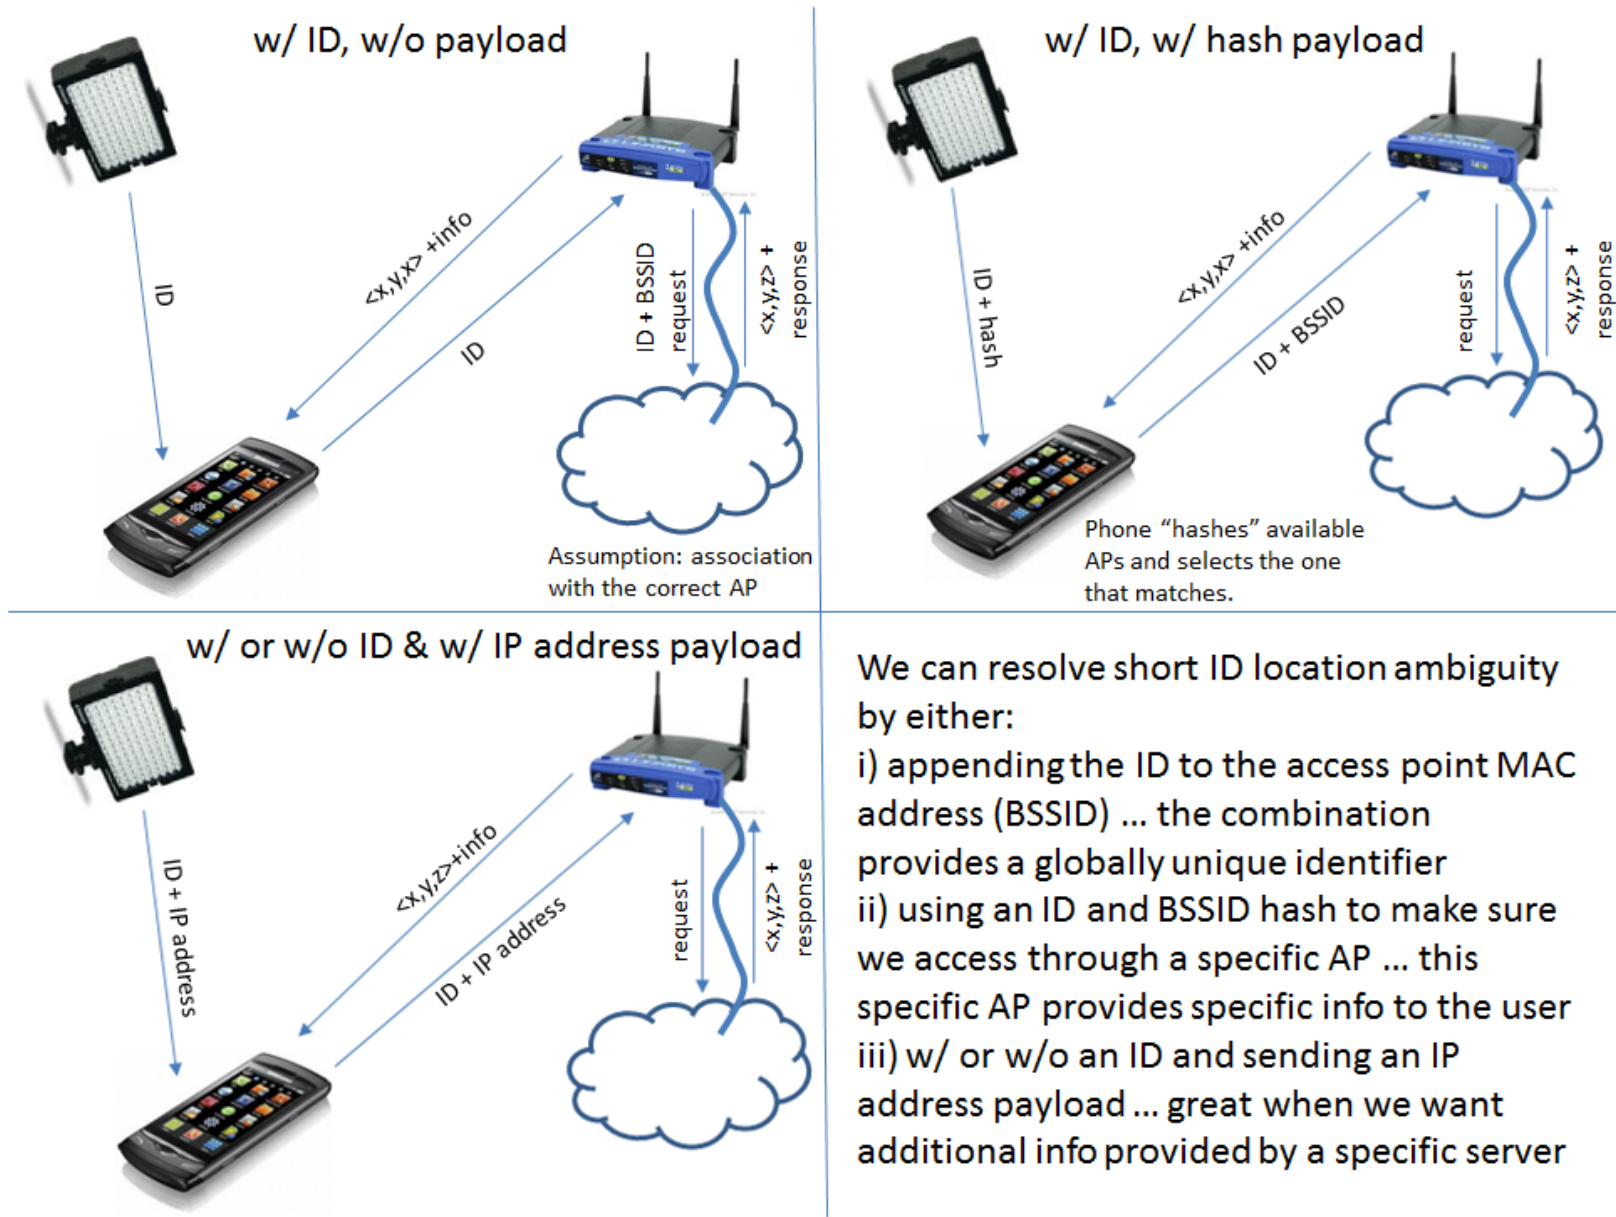 w/ ID, w/o payload
ID
<x,y,x> +info
ID
ID + BSSID
request
<x,y,z> +
response
Assumption: association
with the correct AP
w/ ID, w/ hash payload
ID + hash
<x,y,x> +info
ID + BSSID
request
<x,y,z> +
response
Phone “hashes” available
APs and selects the one
that matches.
w/ or w/o ID & w/ IP address payload
ID + IP address
<x,y,z>+info
ID + IP address
request
<x,y,z> +
response
We can resolve short ID location ambiguity
by either:
i) appending the ID to the access point MAC
address (BSSID) ... the combination
provides a globally unique identifier
ii) using an ID and BSSID hash to make sure
we access through a specific AP ... this
specific AP provides specific info to the user
iii) w/ or w/o an ID and sending an IP
address payload ... great when we want
additional info provided by a specific server